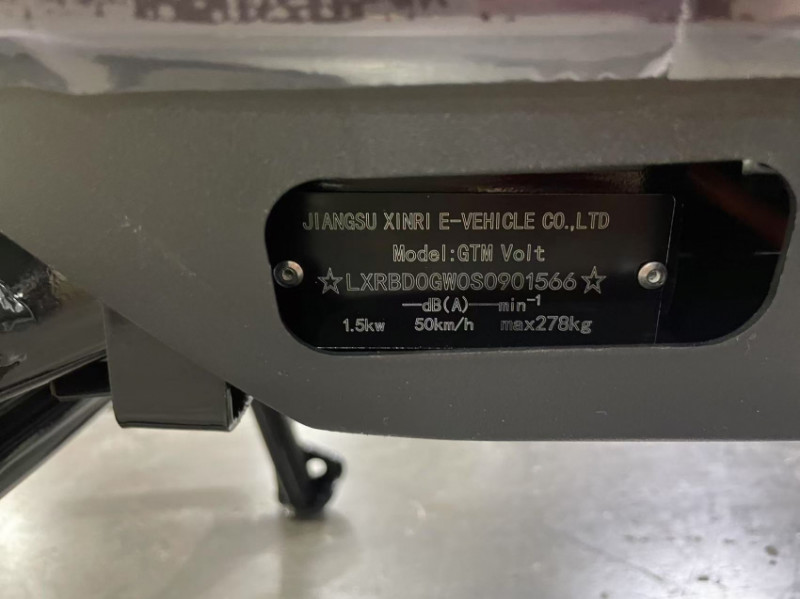 JIANGSU XINRI E-VEHICLE CO.,LTD
Model:GTM Volt
☆LXRBD0GW0S0901566☆
—dB(A)—min⁻¹
1.5kw 50km/h max278kg